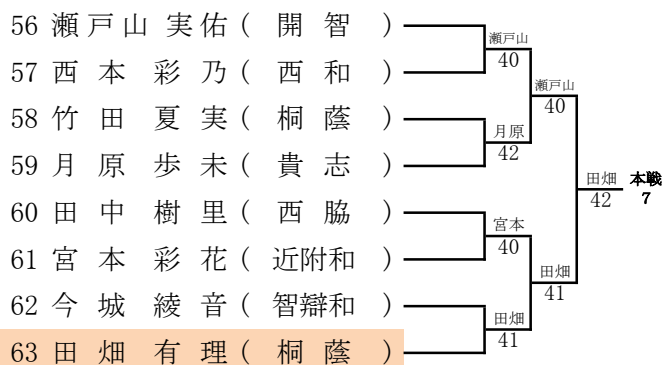 56 瀬戸山 実佑 ( 開智 )
57 西本 彩乃 ( 西和 )
58 竹田 夏実 ( 桐蔭 )
59 月原 歩未 ( 貴志 )
60 田中 樹里 ( 西脇 )
61 宮本 彩花 ( 近附和 )
62 今城 綾音 ( 智辯和 )
63 田畑 有理 ( 桐蔭 )
瀬戸山
40
月原
42
宮本
40
田畑
41
瀬戸山
40
田畑
41
田畑
42
本戦
7